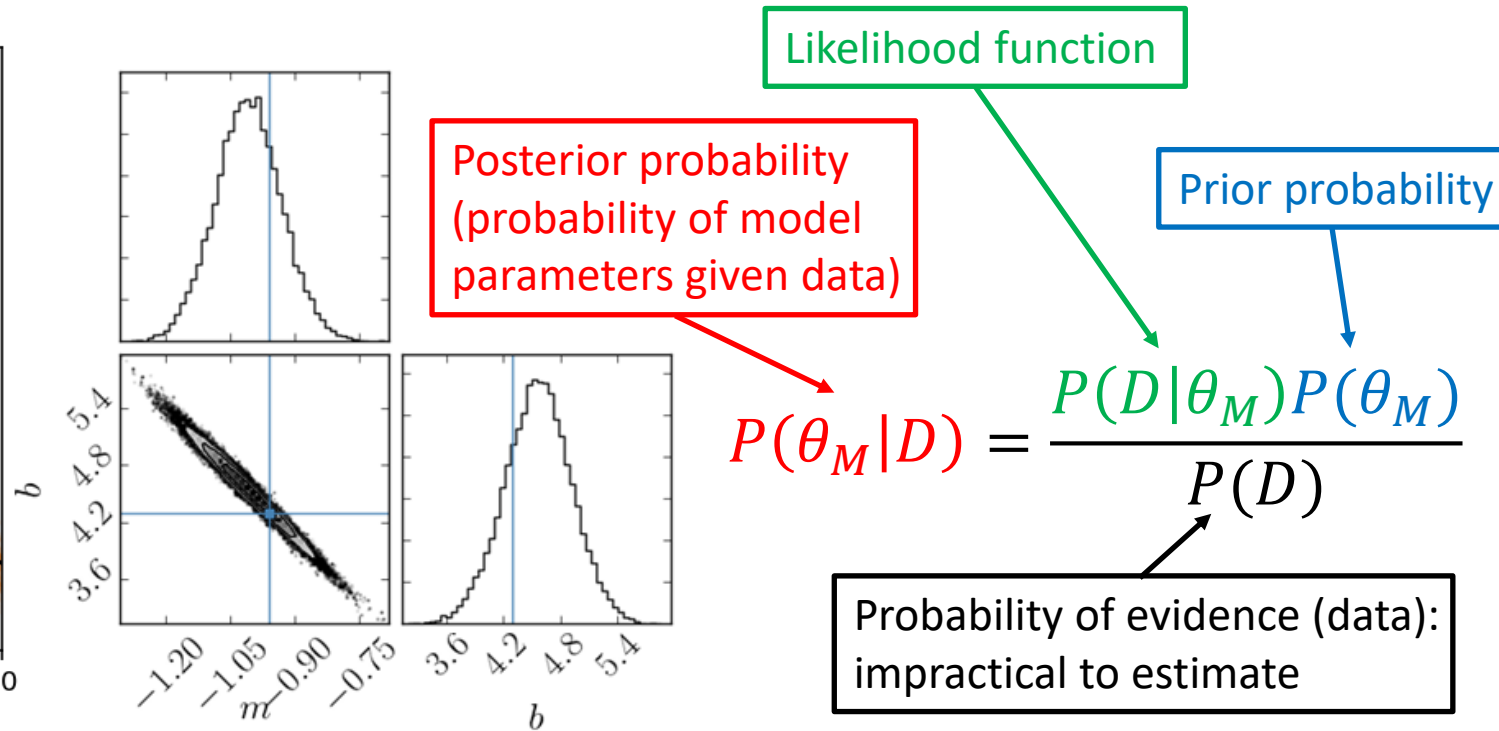 Likelihood function
Posterior probability
(probability of model
parameters given data)
Prior probability
P(θ_M|D) = P(D|θ_M)P(θ_M) / P(D)
Probability of evidence (data):
impractical to estimate
b
5.4
4.8
4.2
3.6
−1.20
−1.05
−0.90
−0.75
m
3.6
4.2
4.8
5.4
b
0